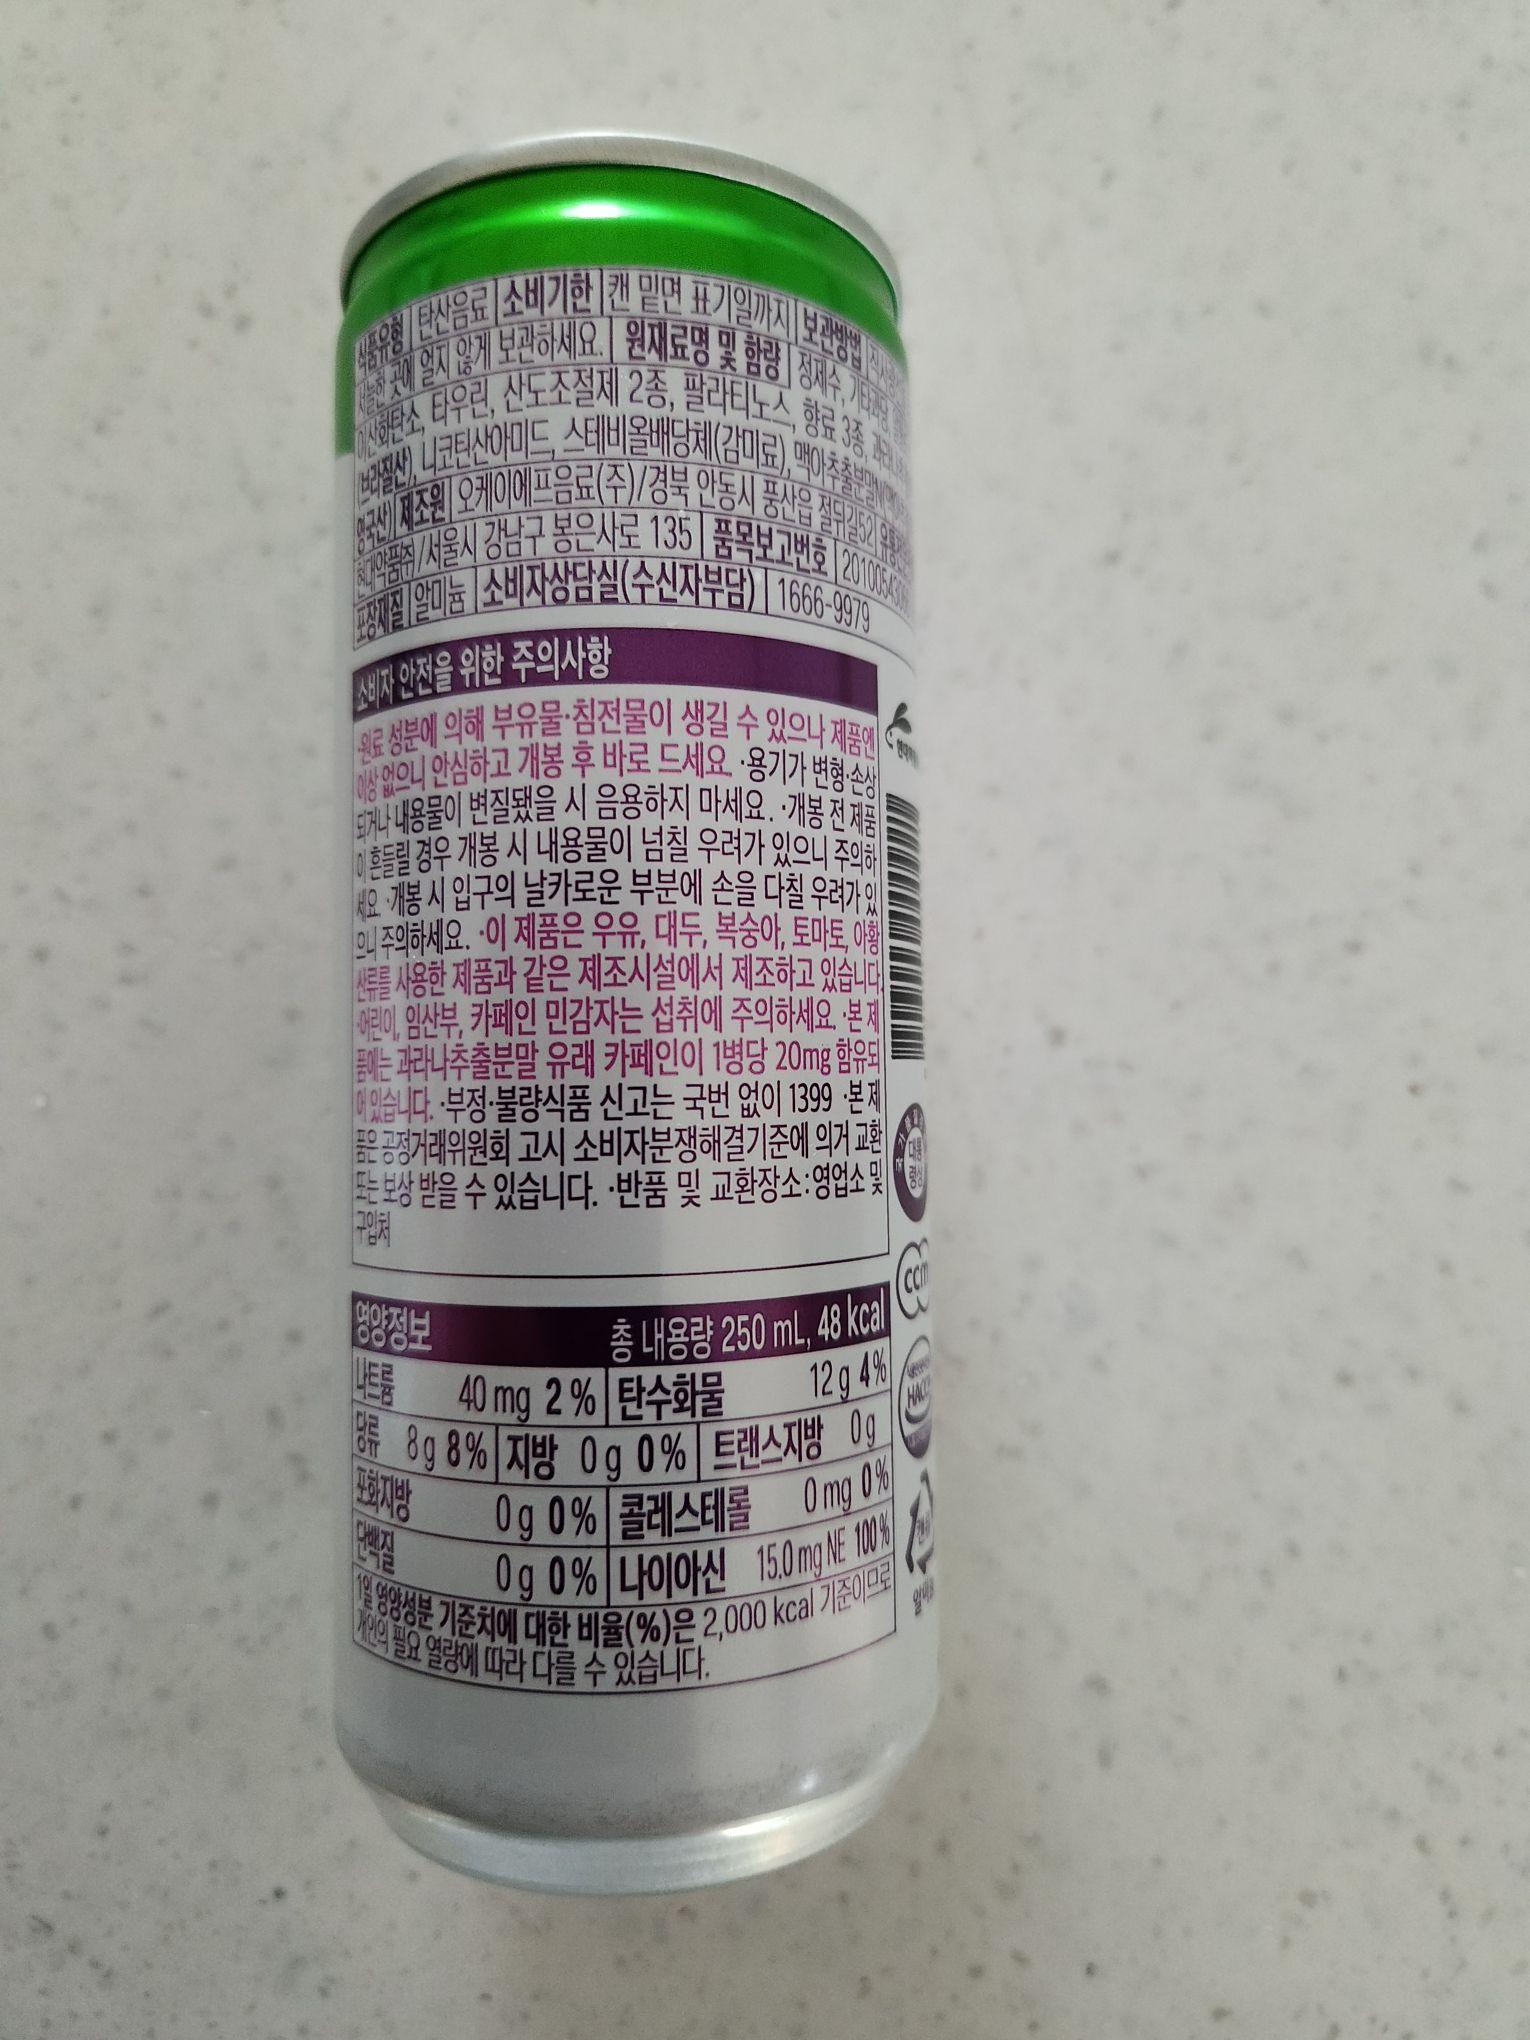 식품유형 탄산음료 소비기한 캔 밑면 표기일까지 보관방법
서늘한 곳에 얼지 않게 보관하세요. 원재료명 및 함량 정제수, 기타과당,
이산화탄소, 타우린, 산도조절제 2종, 팔라티노스, 향료 3종,
(브라질산), 니코틴산아미드, 스테비올배당체(감미료), 맥아추출분말
영국산) 제조원 오케이에프음료(주)/경북 안동시 풍산읍 절뒤길52
현대약품㈜/서울시 강남구 봉은사로 135 품목보고번호
포장재질 알미늄 소비자상담실(수신자부담) 1666-9979
소비자 안전을 위한 주의사항
·원료 성분에 의해 부유물·침전물이 생길 수 있으나 제품엔
이상 없으니 안심하고 개봉 후 바로 드세요. ·용기가 변형·손상
되거나 내용물이 변질됐을 시 음용하지 마세요. ·개봉 전 제품
이 흔들릴 경우 개봉 시 내용물이 넘칠 우려가 있으니 주의하
세요. ·개봉 시 입구의 날카로운 부분에 손을 다칠 우려가 있
으니 주의하세요. ·이 제품은 우유, 대두, 복숭아, 토마토, 아황
산류를 사용한 제품과 같은 제조시설에서 제조하고 있습니다.
·어린이, 임산부, 카페인 민감자는 섭취에 주의하세요. ·본 제
품에는 과라나추출분말 유래 카페인이 1병당 20mg 함유되
어 있습니다. ·부정·불량식품 신고는 국번 없이 1399 ·본 제
품은 공정거래위원회 고시 소비자분쟁해결기준에 의거 교환
또는 보상 받을 수 있습니다. ·반품 및 교환장소:영업소 및
구입처
영양정보 총 내용량 250 mL, 48 kcal
나트륨 40 mg 2 % 탄수화물 12 g 4 %
당류 8 g 8 % 지방 0 g 0 % 트랜스지방 0 g
포화지방 0 g 0 % 콜레스테롤 0 mg 0 %
단백질 0 g 0 % 나이아신 15.0 mg NE 100 %
1일 영양성분 기준치에 대한 비율(%)은 2,000 kcal 기준이므로
개인의 필요 열량에 따라 다를 수 있습니다.